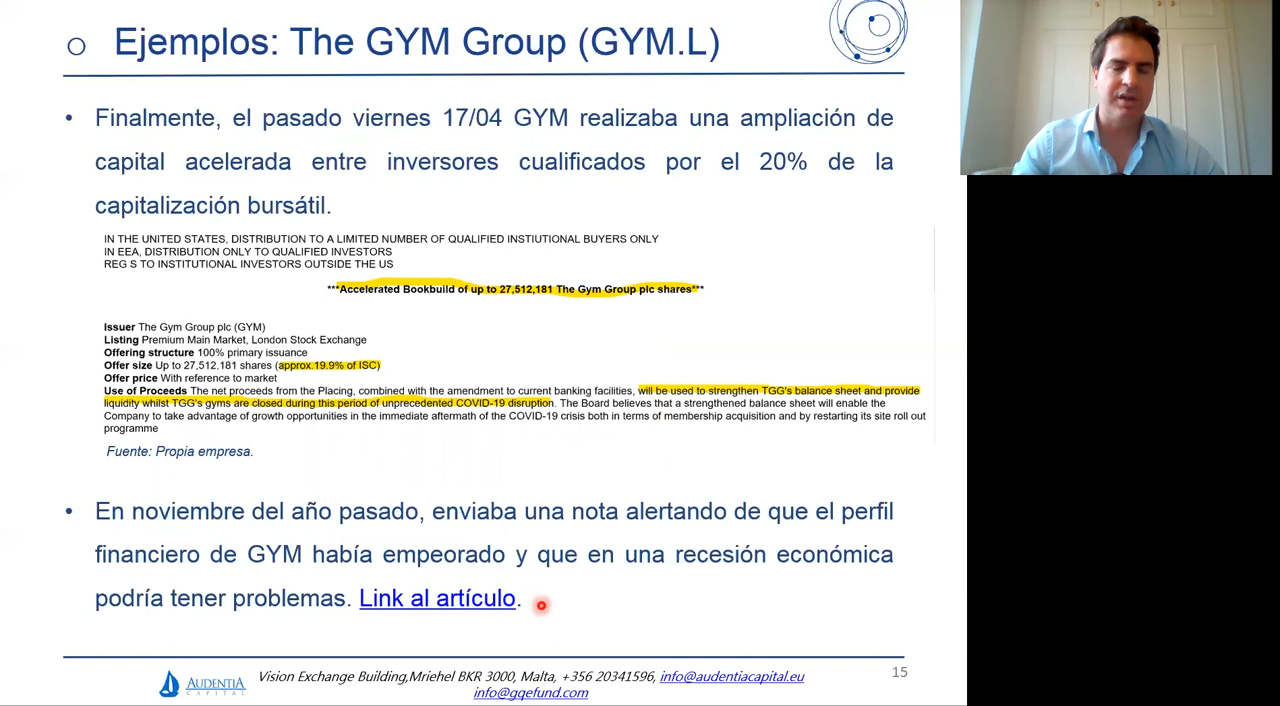 Ejemplos: The GYM Group (GYM.L)
• Finalmente, el pasado viernes 17/04 GYM realizaba una ampliación de
capital acelerada entre inversores cualificados por el 20% de la
capitalización bursátil.
IN THE UNITED STATES, DISTRIBUTION TO A LIMITED NUMBER OF QUALIFIED INSTIUTIONAL BUYERS ONLY
IN EEA, DISTRIBUTION ONLY TO QUALIFIED INVESTORS
REG S TO INSTITUTIONAL INVESTORS OUTSIDE THE US
***Accelerated Bookbuild of up to 27,512,181 The Gym Group plc shares***
Issuer The Gym Group plc (GYM)
Listing Premium Main Market, London Stock Exchange
Offering structure 100% primary issuance
Offer size Up to 27,512,181 shares (approx.19.9% of ISC)
Offer price With reference to market
Use of Proceeds The net proceeds from the Placing, combined with the amendment to current banking facilities, will be used to strengthen TGG's balance sheet and provide
liquidity whilst TGG's gyms are closed during this period of unprecedented COVID-19 disruption. The Board believes that a strengthened balance sheet will enable the
Company to take advantage of growth opportunities in the immediate aftermath of the COVID-19 crisis both in terms of membership acquisition and by restarting its site roll out
programme
Fuente: Propia empresa.
• En noviembre del año pasado, enviaba una nota alertando de que el perfil
financiero de GYM había empeorado y que en una recesión económica
podría tener problemas. Link al artículo.
AUDENTIA
CAPITAL
Vision Exchange Building,Mriehel BKR 3000, Malta, +356 20341596, info@audentiacapital.eu
info@gqefund.com
15